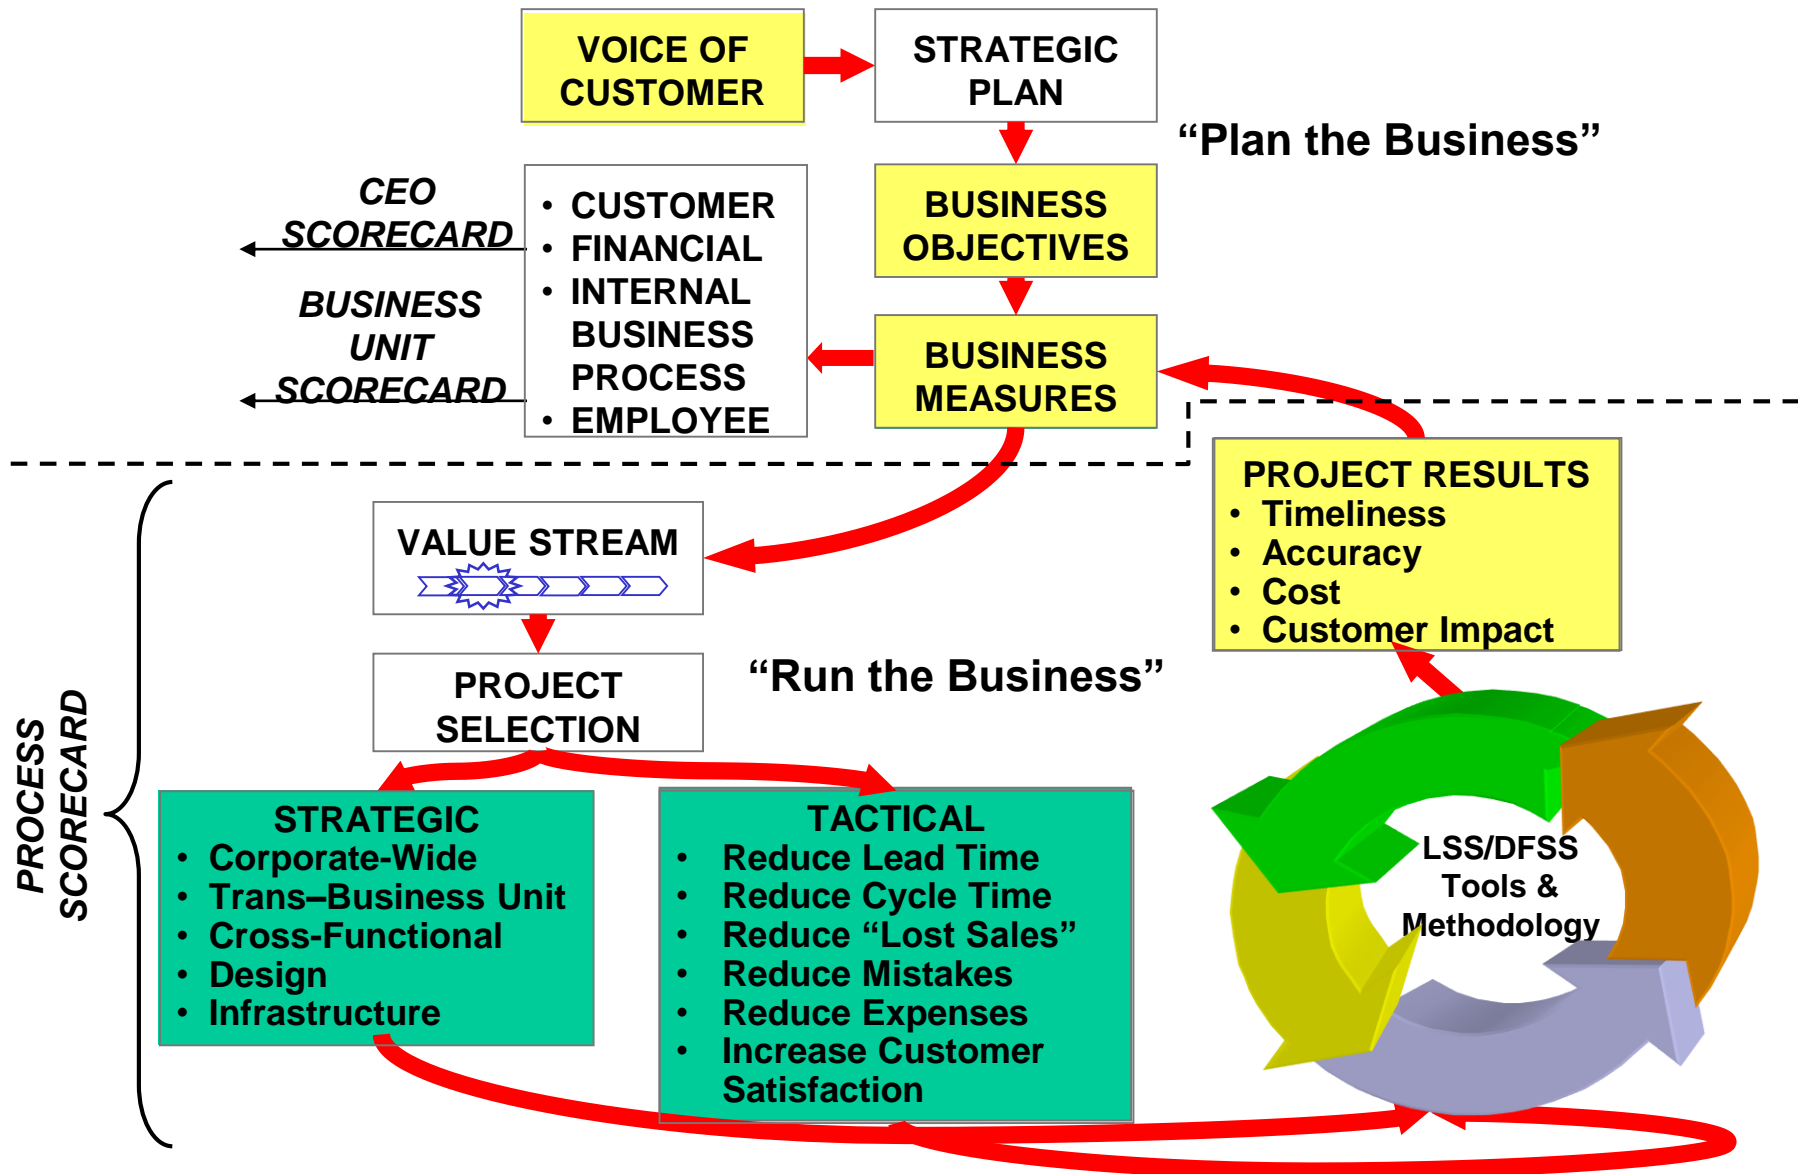 VOICE OF
CUSTOMER
STRATEGIC
PLAN
“Plan the Business”
CEO
SCORECARD
BUSINESS
UNIT
SCORECARD
• CUSTOMER
• FINANCIAL
• INTERNAL
BUSINESS
PROCESS
• EMPLOYEE
BUSINESS
OBJECTIVES
BUSINESS
MEASURES
PROJECT RESULTS
• Timeliness
• Accuracy
• Cost
• Customer Impact
VALUE STREAM
PROJECT
SELECTION
“Run the Business”
PROCESS
SCORECARD
STRATEGIC
• Corporate-Wide
• Trans–Business Unit
• Cross-Functional
• Design
• Infrastructure
TACTICAL
• Reduce Lead Time
• Reduce Cycle Time
• Reduce “Lost Sales”
• Reduce Mistakes
• Reduce Expenses
• Increase Customer
Satisfaction
LSS/DFSS
Tools &
Methodology